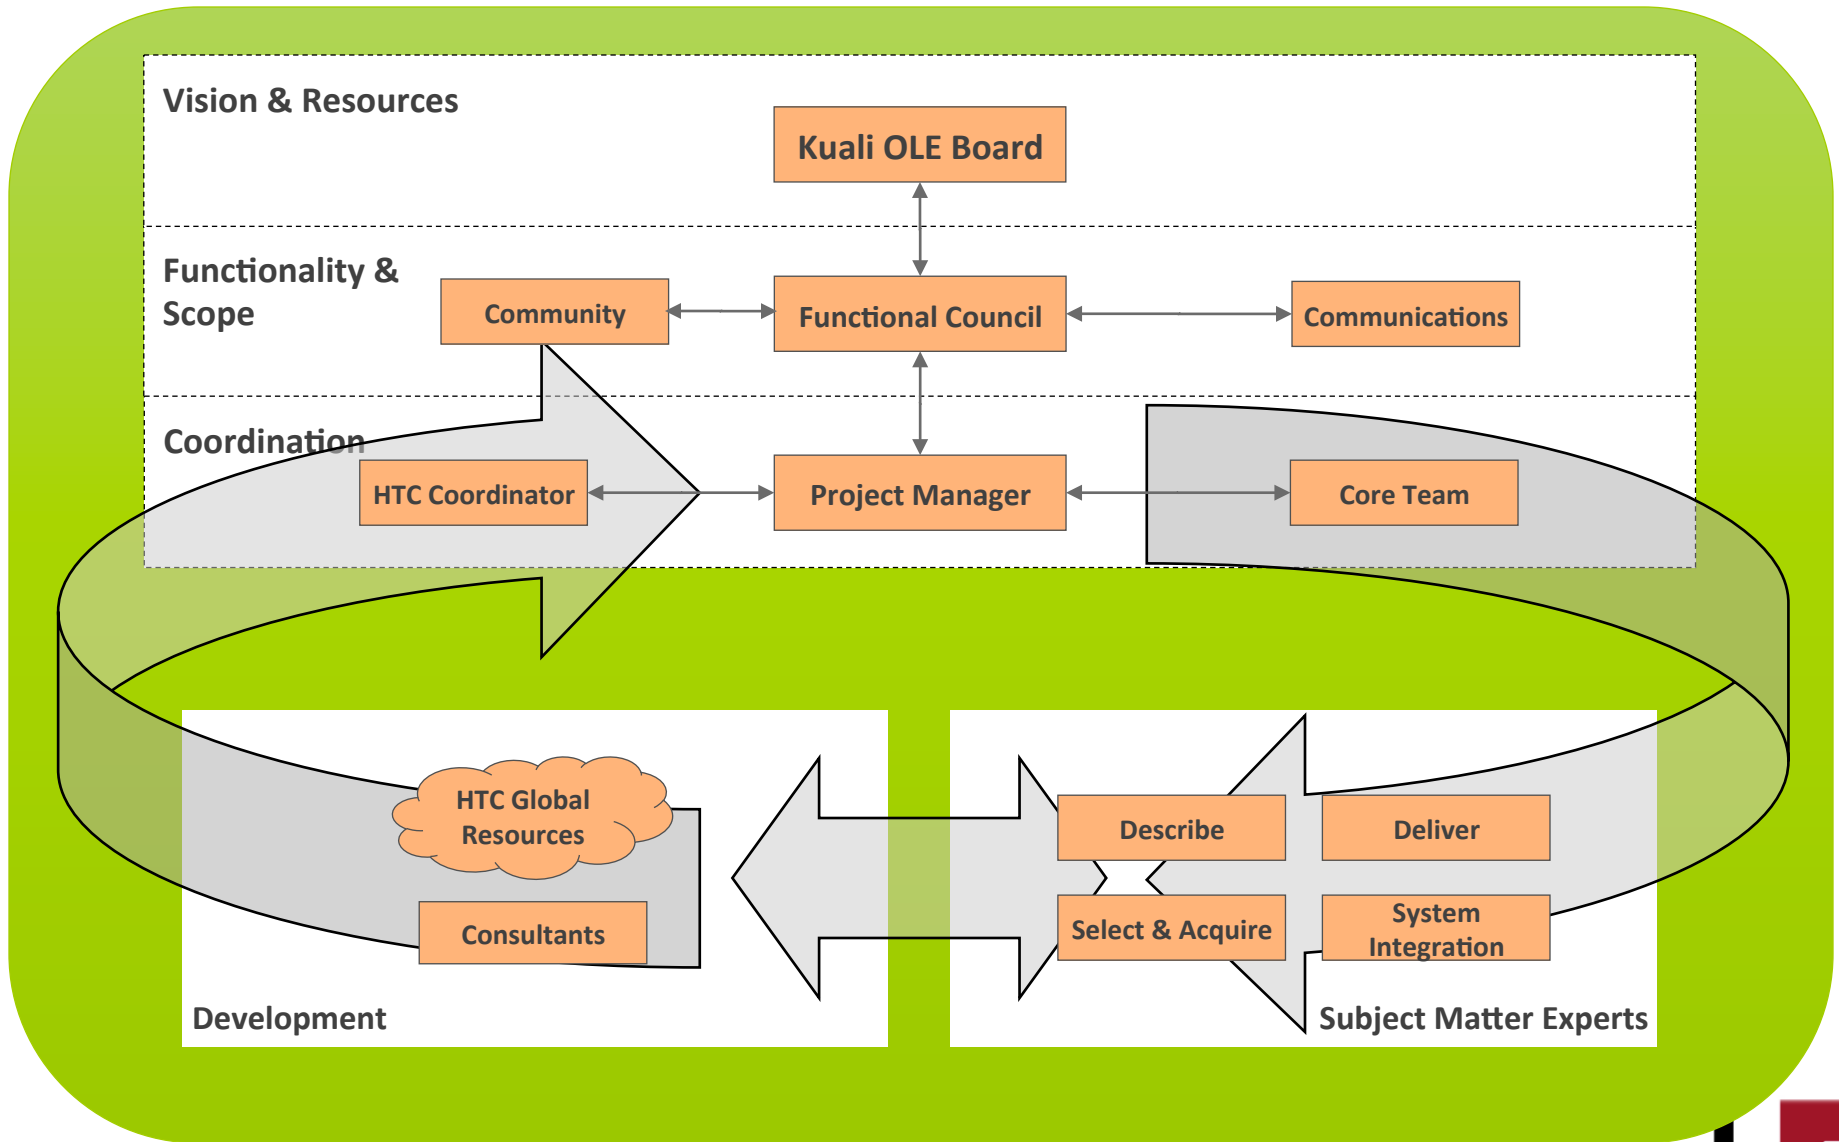 Vision & Resources
Kuali OLE Board
Functionality &
Scope
Community
Functional Council
Communications
Coordination
HTC Coordinator
Project Manager
Core Team
HTC Global
Resources
Consultants
Development
Describe
Deliver
Select & Acquire
System
Integration
Subject Matter Experts